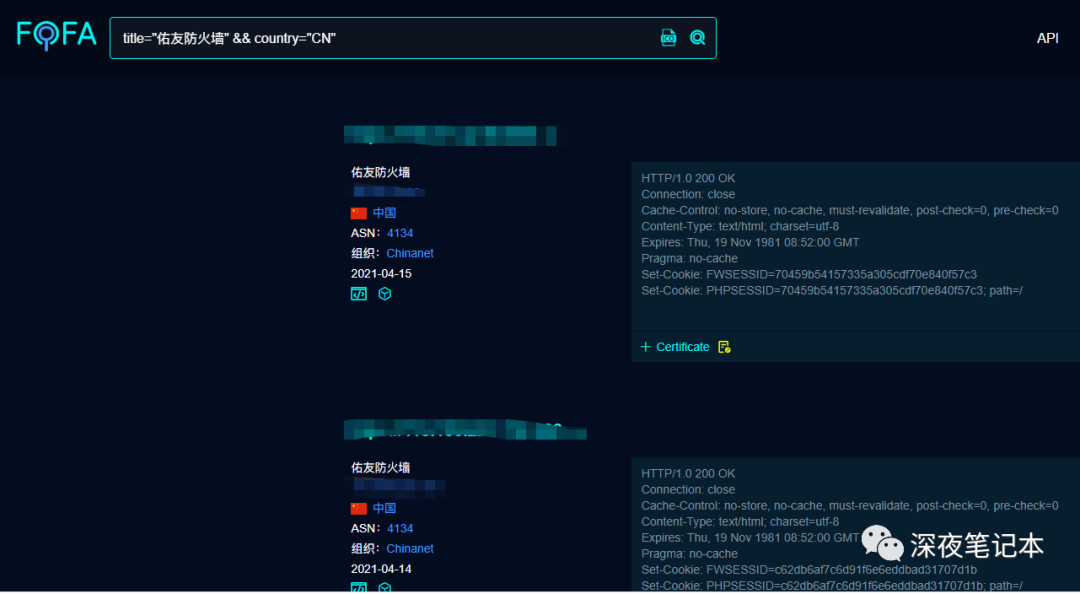 FOFA
title="佑友防火墙" && country="CN"
API
佑友防火墙
中国
ASN: 4134
组织: Chinanet
2021-04-15
HTTP/1.0 200 OK
Connection: close
Cache-Control: no-store, no-cache, must-revalidate, post-check=0, pre-check=0
Content-Type: text/html; charset=utf-8
Expires: Thu, 19 Nov 1981 08:52:00 GMT
Pragma: no-cache
Set-Cookie: FWSESSID=70459b54157335a305cdf70e840f57c3
Set-Cookie: PHPSESSID=70459b54157335a305cdf70e840f57c3; path=/
+ Certificate
佑友防火墙
中国
ASN: 4134
组织: Chinanet
2021-04-14
HTTP/1.0 200 OK
Connection: close
Cache-Control: no-store, no-cache, must-revalidate, post-check=0, pre-check=0
Content-Type: text/html; charset=utf-8
Expires: Thu, 19 Nov 1981 08:52:00 GMT
Pragma: no-cache
Set-Cookie: FWSESSID=c62db6af7c6d91f6e6eddbad31707d1b
Set-Cookie: PHPSESSID=c62db6af7c6d91f6e6eddbad31707d1b; path=/
深夜笔记本